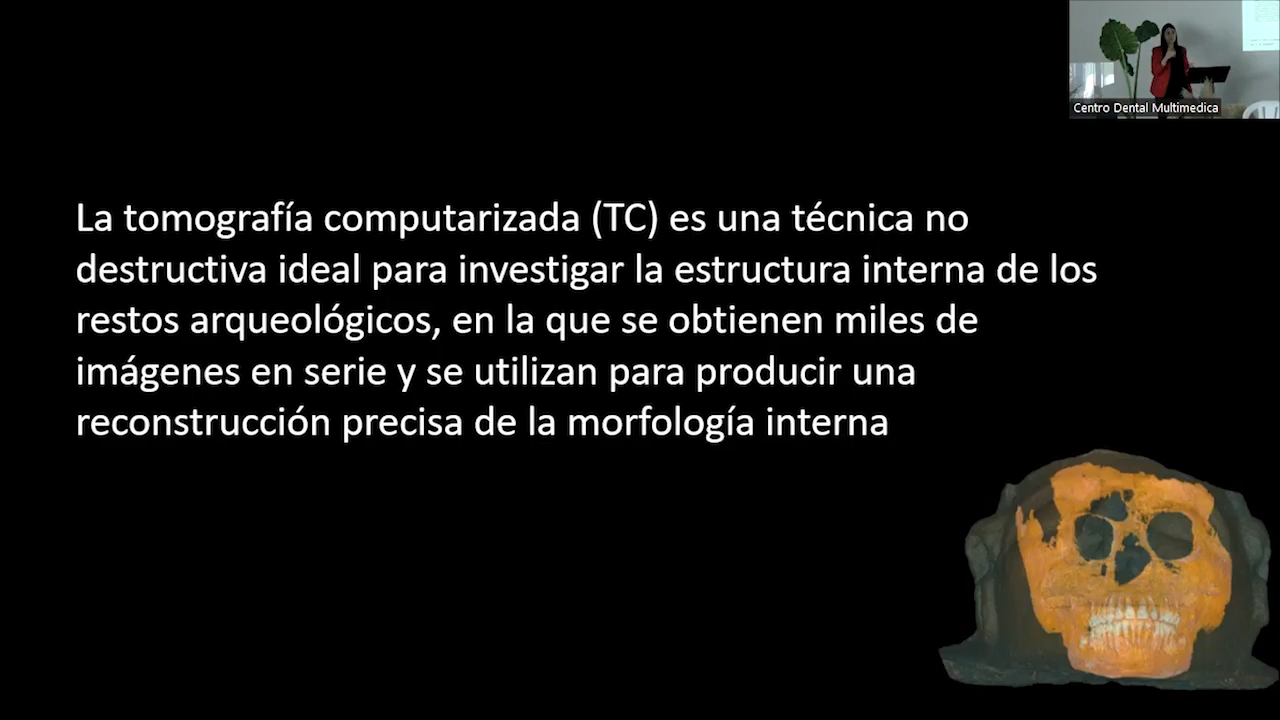 Centro Dental Multimedica
La tomografía computarizada (TC) es una técnica no
destructiva ideal para investigar la estructura interna de los
restos arqueológicos, en la que se obtienen miles de
imágenes en serie y se utilizan para producir una
reconstrucción precisa de la morfología interna